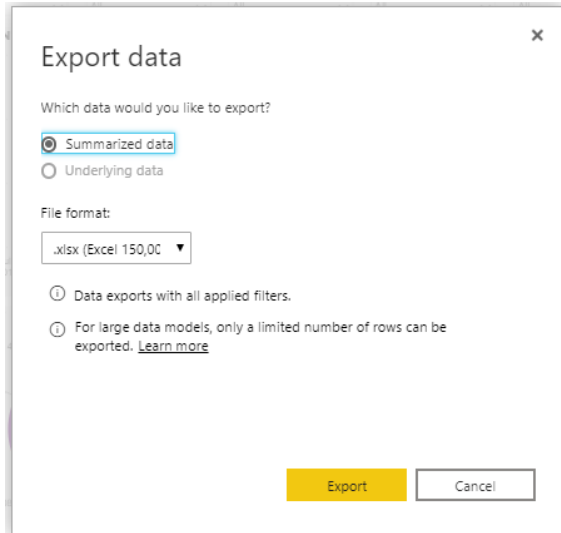 Export data
Which data would you like to export?
Summarized data
Underlying data
File format:
.xlsx (Excel 150,00
Data exports with all applied filters.
For large data models, only a limited number of rows can be
exported. Learn more
Export
Cancel